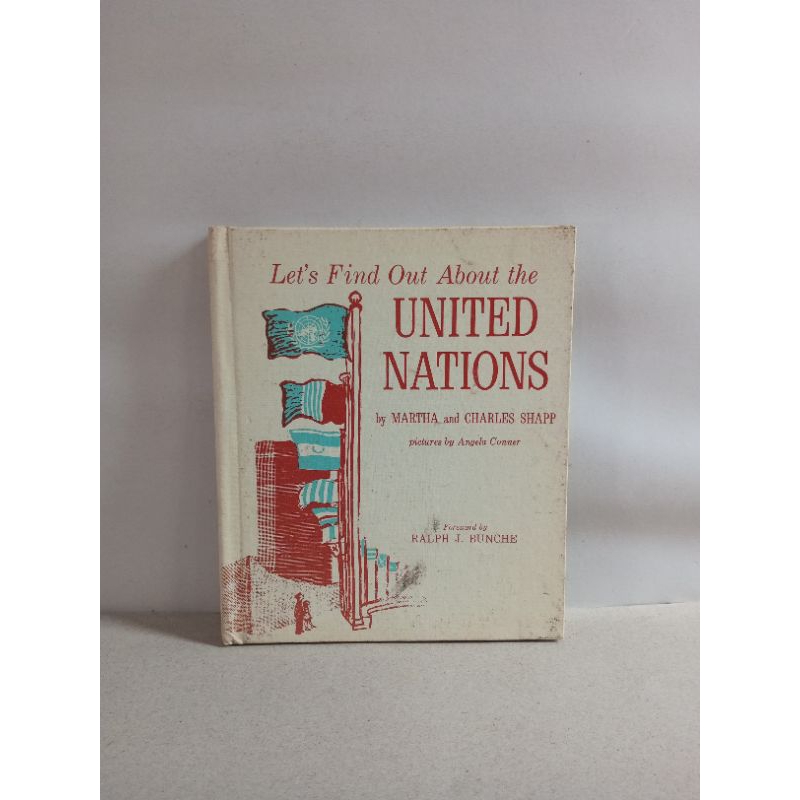 Let's Find Out About the
UNITED
NATIONS
by MARTHA and CHARLES SHAPP
pictures by Angela Conner
Foreword by
RALPH J. BUNCHE